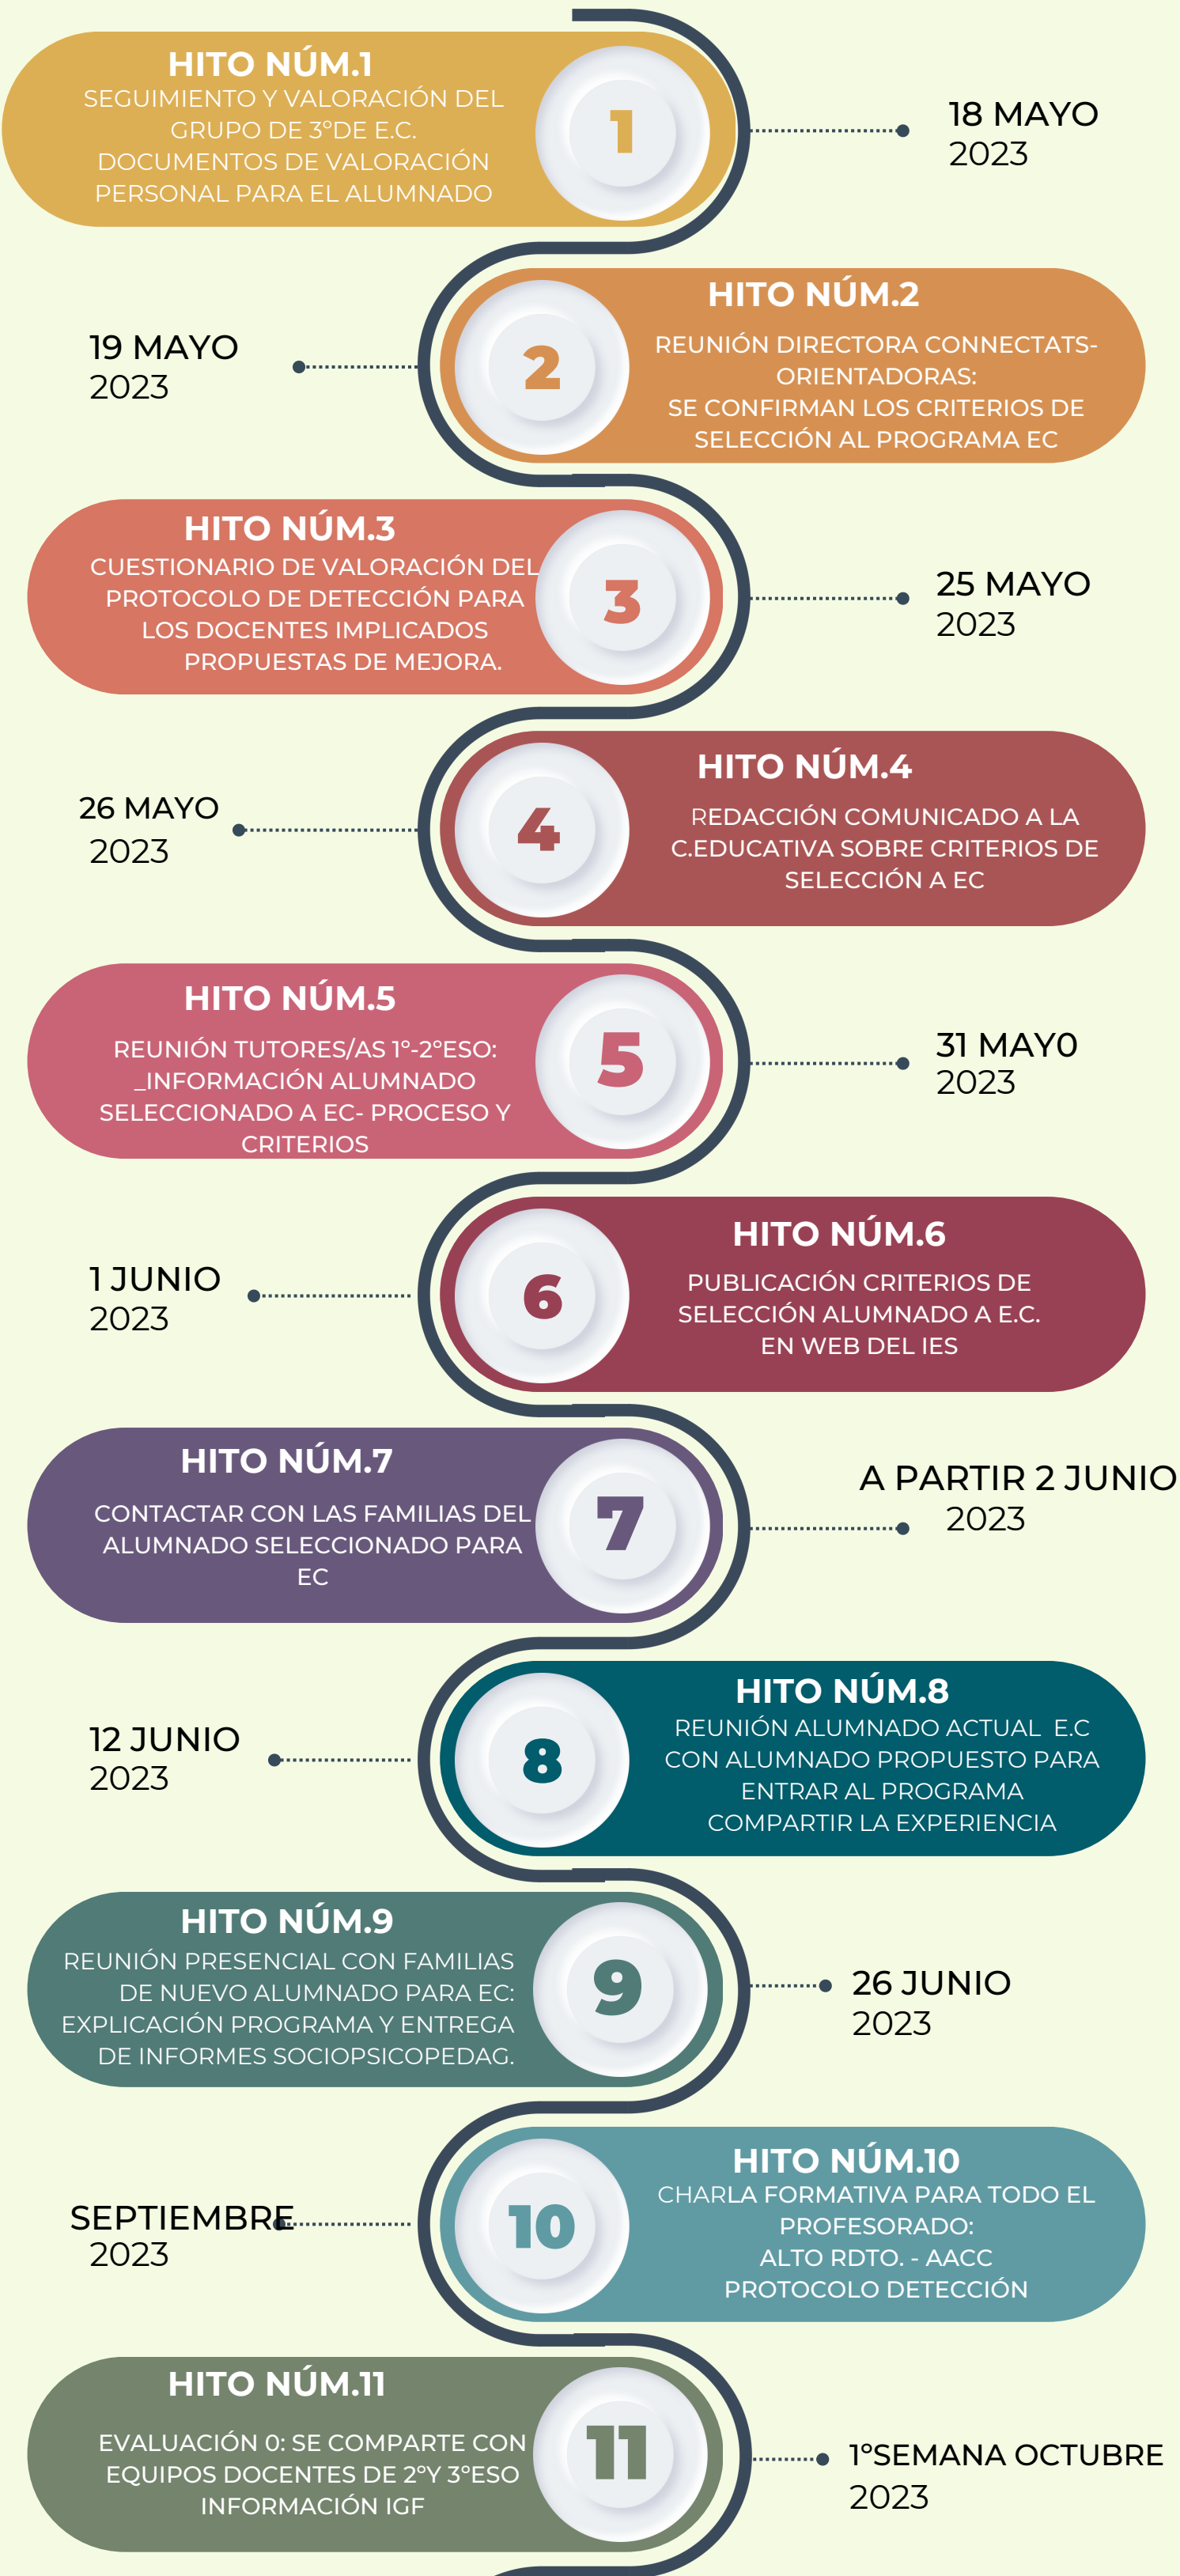 HITO NÚM.1
SEGUIMIENTO Y VALORACIÓN DEL
GRUPO DE 3ºDE E.C.
DOCUMENTOS DE VALORACIÓN
PERSONAL PARA EL ALUMNADO
1
18 MAYO
2023
HITO NÚM.2
REUNIÓN DIRECTORA CONNECTATS-
ORIENTADORAS:
SE CONFIRMAN LOS CRITERIOS DE
SELECCIÓN AL PROGRAMA EC
2
19 MAYO
2023
HITO NÚM.3
CUESTIONARIO DE VALORACIÓN DEL
PROTOCOLO DE DETECCIÓN PARA
LOS DOCENTES IMPLICADOS
PROPUESTAS DE MEJORA.
3
25 MAYO
2023
HITO NÚM.4
REDACCIÓN COMUNICADO A LA
C.EDUCATIVA SOBRE CRITERIOS DE
SELECCIÓN A EC
4
26 MAYO
2023
HITO NÚM.5
REUNIÓN TUTORES/AS 1º-2ºESO:
_INFORMACIÓN ALUMNADO
SELECCIONADO A EC- PROCESO Y
CRITERIOS
5
31 MAY0
2023
HITO NÚM.6
PUBLICACIÓN CRITERIOS DE
SELECCIÓN ALUMNADO A E.C.
EN WEB DEL IES
6
1 JUNIO
2023
HITO NÚM.7
CONTACTAR CON LAS FAMILIAS DEL
ALUMNADO SELECCIONADO PARA
EC
7
A PARTIR 2 JUNIO
2023
HITO NÚM.8
REUNIÓN ALUMNADO ACTUAL E.C
CON ALUMNADO PROPUESTO PARA
ENTRAR AL PROGRAMA
COMPARTIR LA EXPERIENCIA
8
12 JUNIO
2023
HITO NÚM.9
REUNIÓN PRESENCIAL CON FAMILIAS
DE NUEVO ALUMNADO PARA EC:
EXPLICACIÓN PROGRAMA Y ENTREGA
DE INFORMES SOCIOPSICOPEDAG.
9
26 JUNIO
2023
HITO NÚM.10
CHARLA FORMATIVA PARA TODO EL
PROFESORADO:
ALTO RDTO. - AACC
PROTOCOLO DETECCIÓN
10
SEPTIEMBRE
2023
HITO NÚM.11
EVALUACIÓN 0: SE COMPARTE CON
EQUIPOS DOCENTES DE 2ºY 3ºESO
INFORMACIÓN IGF
11
1ºSEMANA OCTUBRE
2023